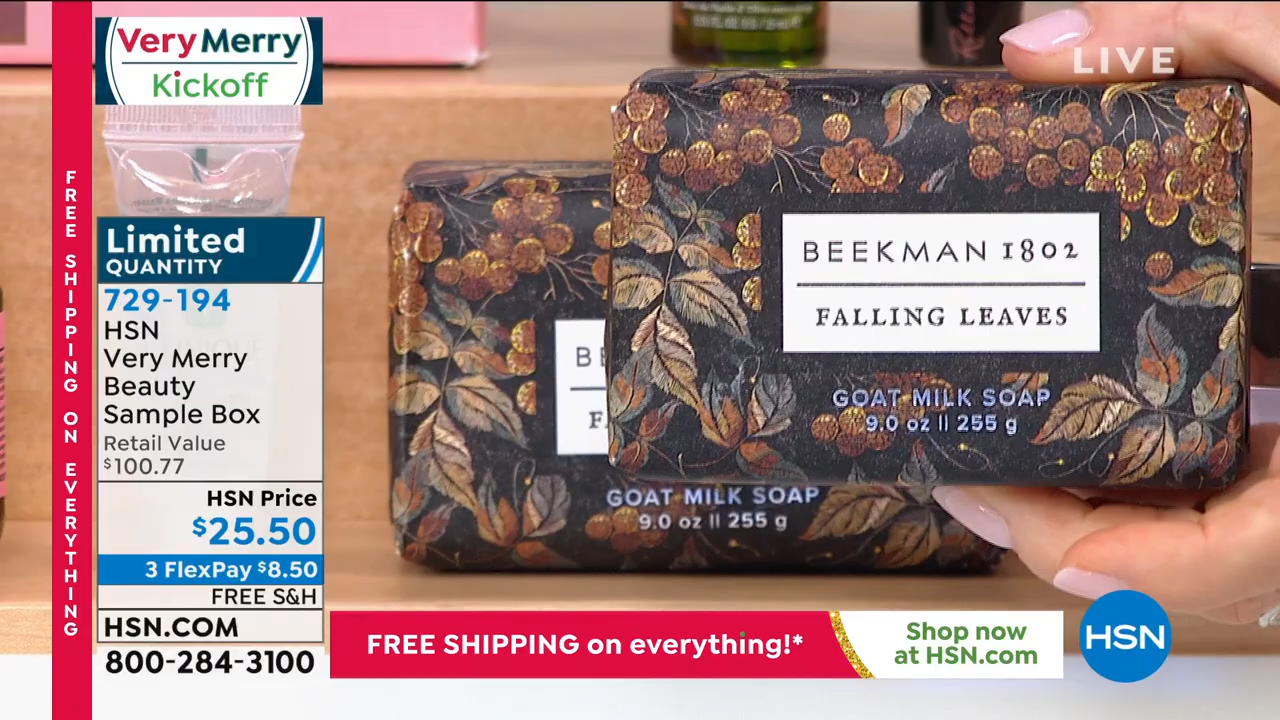 Very Merry
Kickoff
LIVE
FREE SHIPPING ON EVERYTHING
Limited
QUANTITY
729-194
HSN
Very Merry
Beauty
Sample Box
Retail Value
$100.77
HSN Price
$25.50
3 FlexPay $8.50
FREE S&H
HSN.COM
800-284-3100
BEEKMAN 1802
FALLING LEAVES
GOAT MILK SOAP
9.0 oz || 255 g
BE
F
GOAT MILK SOAP
9.0 oz || 255 g
FREE SHIPPING on everything!*
Shop now
at HSN.com
HSN